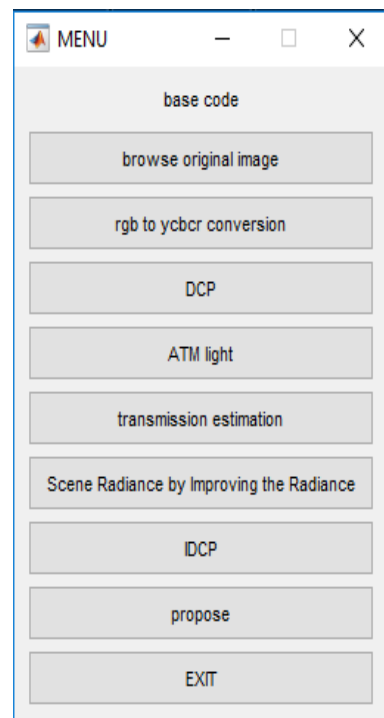 MENU
base code
browse original image
rgb to ycbcr conversion
DCP
ATM light
transmission estimation
Scene Radiance by Improving the Radiance
IDCP
propose
EXIT